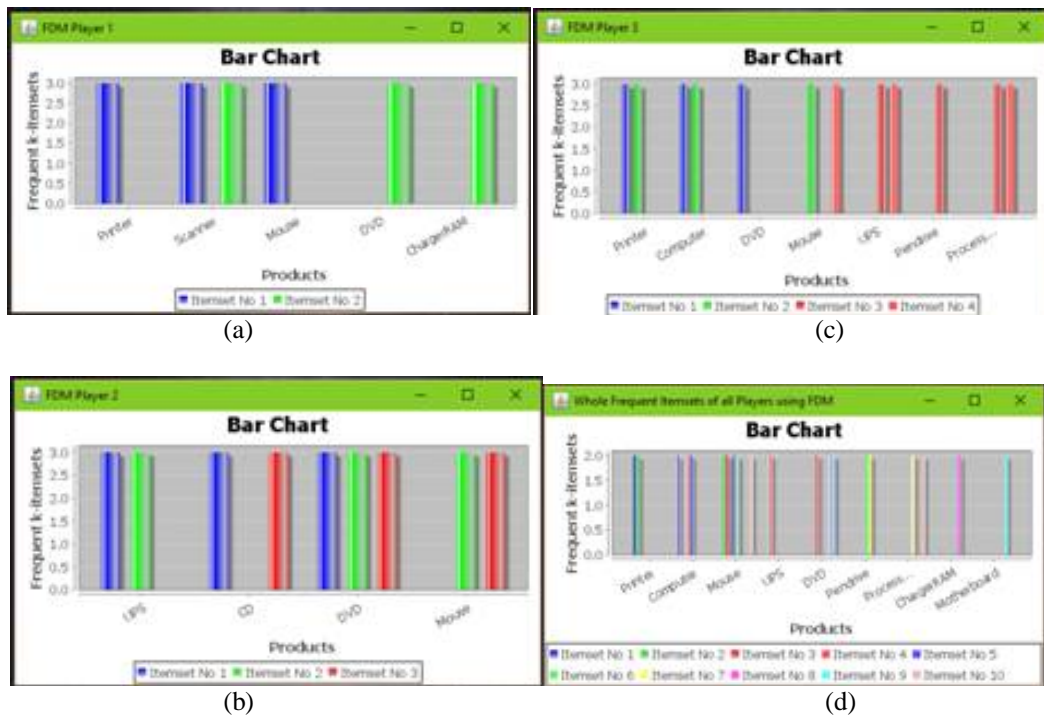 FDM Player 1
Bar Chart
Frequent k-itemsets
3.0
2.5
2.0
1.5
1.0
0.5
0.0
Printer
Scanner
Mouse
DVD
ChargerRAM
Products
Itemset No 1 Itemset No 2
(a)
FDM Player 3
Bar Chart
Frequent k-itemsets
3.0
2.5
2.0
1.5
1.0
0.5
0.0
Printer
Computer
DVD
Mouse
UPS
Pendrive
Process...
Products
Itemset No 1 Itemset No 2 Itemset No 3 Itemset No 4
(c)
FDM Player 2
Bar Chart
Frequent k-itemsets
3.0
2.5
2.0
1.5
1.0
0.5
0.0
UPS
CD
DVD
Mouse
Products
Itemset No 1 Itemset No 2 Itemset No 3
(b)
Whole Frequent Itemsets of all Players using FDM
Bar Chart
Frequent k-itemsets
2.0
1.5
1.0
0.5
0.0
Printer
Computer
Mouse
UPS
DVD
Pendrive
Process...
ChargerRAM
Motherboard
Products
Itemset No 1 Itemset No 2 Itemset No 3 Itemset No 4 Itemset No 5
Itemset No 6 Itemset No 7 Itemset No 8 Itemset No 9 Itemset No 10
(d)